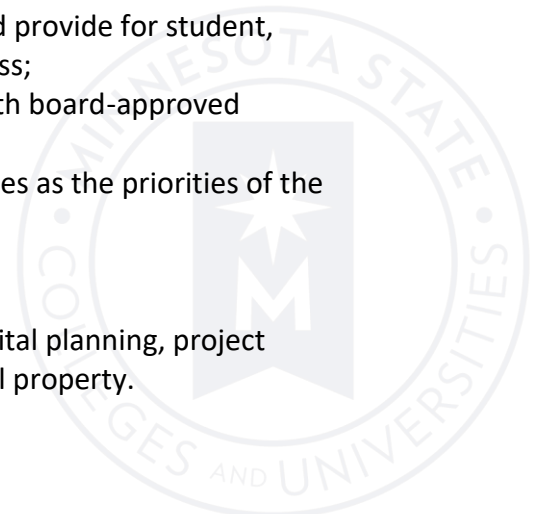 d provide for student,
ss;
th board-approved
es as the priorities of the
ital planning, project
l property.
MINNESOTA STATE
COLLEGES AND UNIVERSITIES
M